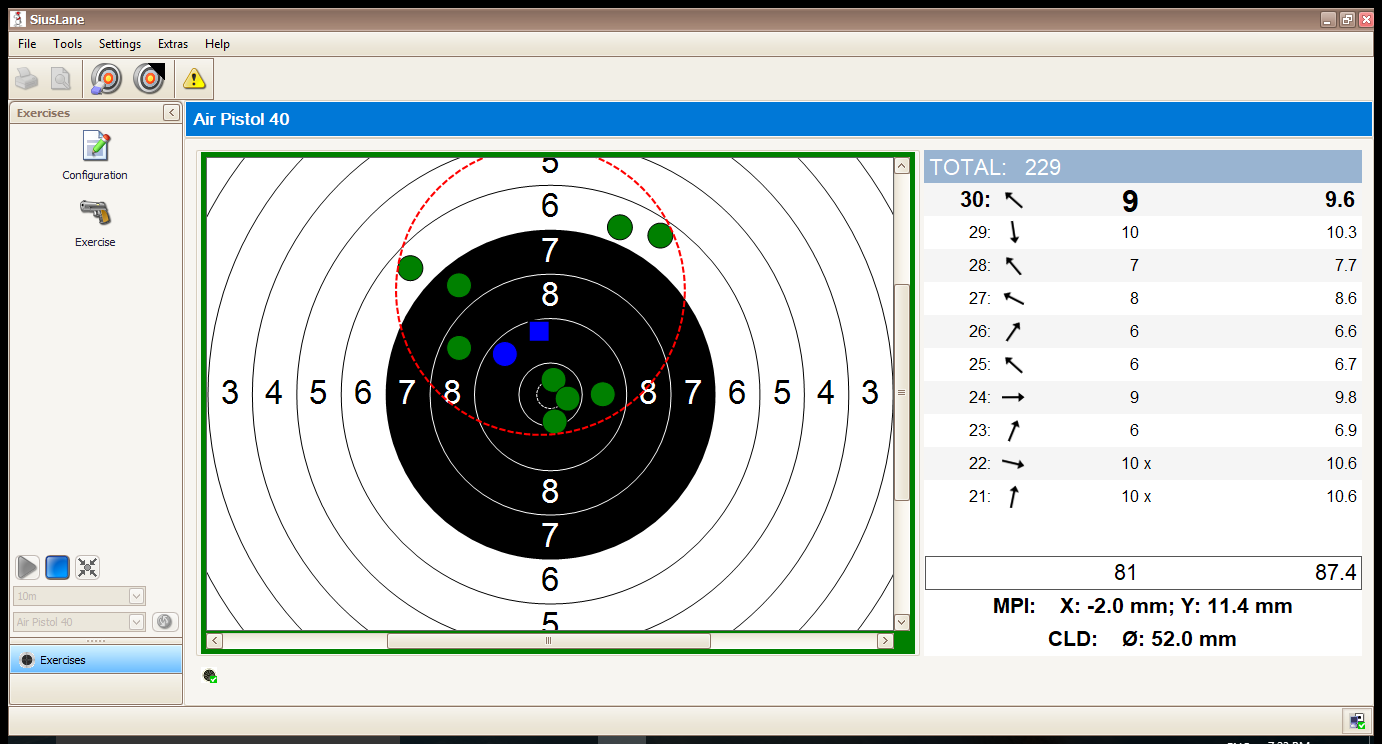 SiusLane
File Tools Settings Extras Help
Exercises
Configuration
Exercise
10m
Air Pistol 40
Exercises
Air Pistol 40
5
6
7
8
3 4 5 6 7 8 8 7 6 5 4 3
8
7
6
5
TOTAL: 229
30: 9 9.6
29: 10 10.3
28: 7 7.7
27: 8 8.6
26: 6 6.6
25: 6 6.7
24: 9 9.8
23: 6 6.9
22: 10 x 10.6
21: 10 x 10.6
81 87.4
MPI: X: -2.0 mm; Y: 11.4 mm
CLD: Ø: 52.0 mm